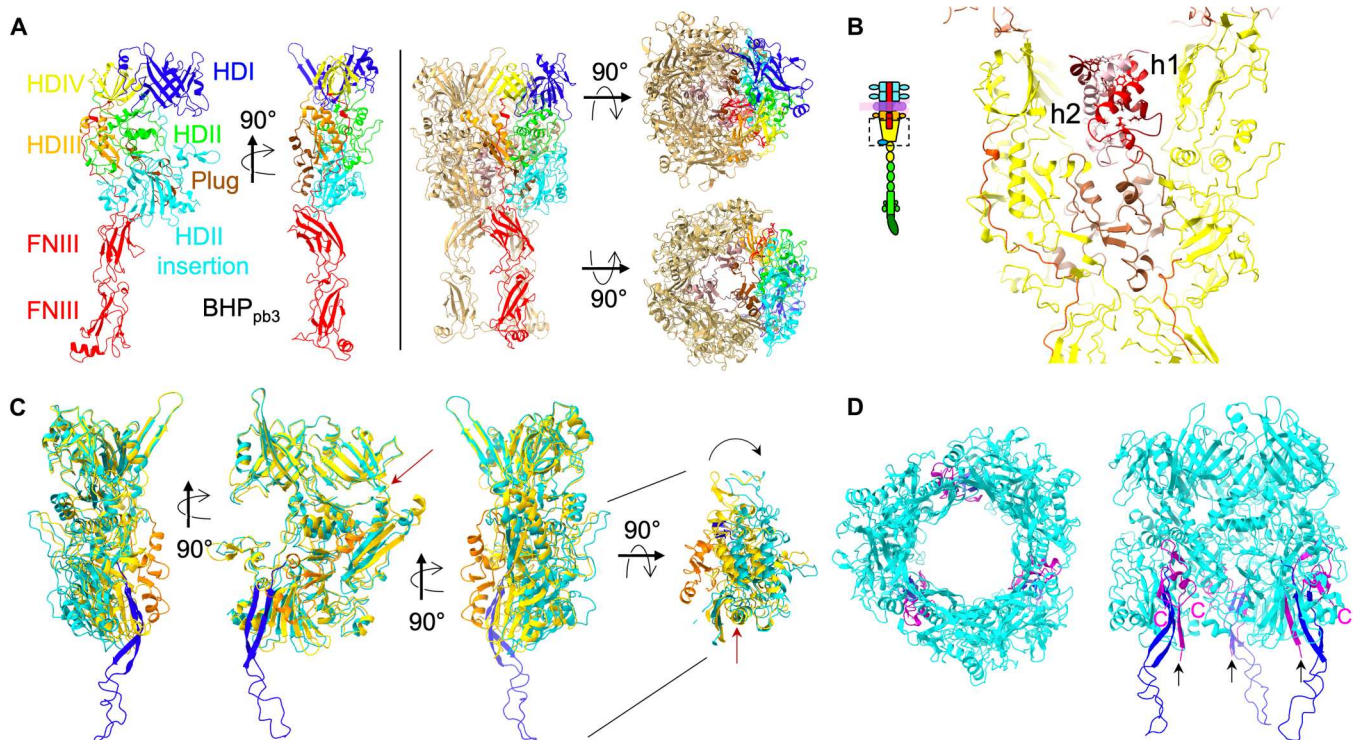 A
HDIV
HDI
HDII
HDIII
Plug
HDII
insertion
FNIII
FNIII
90°
BHPpb3
90°
90°
B
h1
h2
C
90°
90°
90°
D
C
C
C